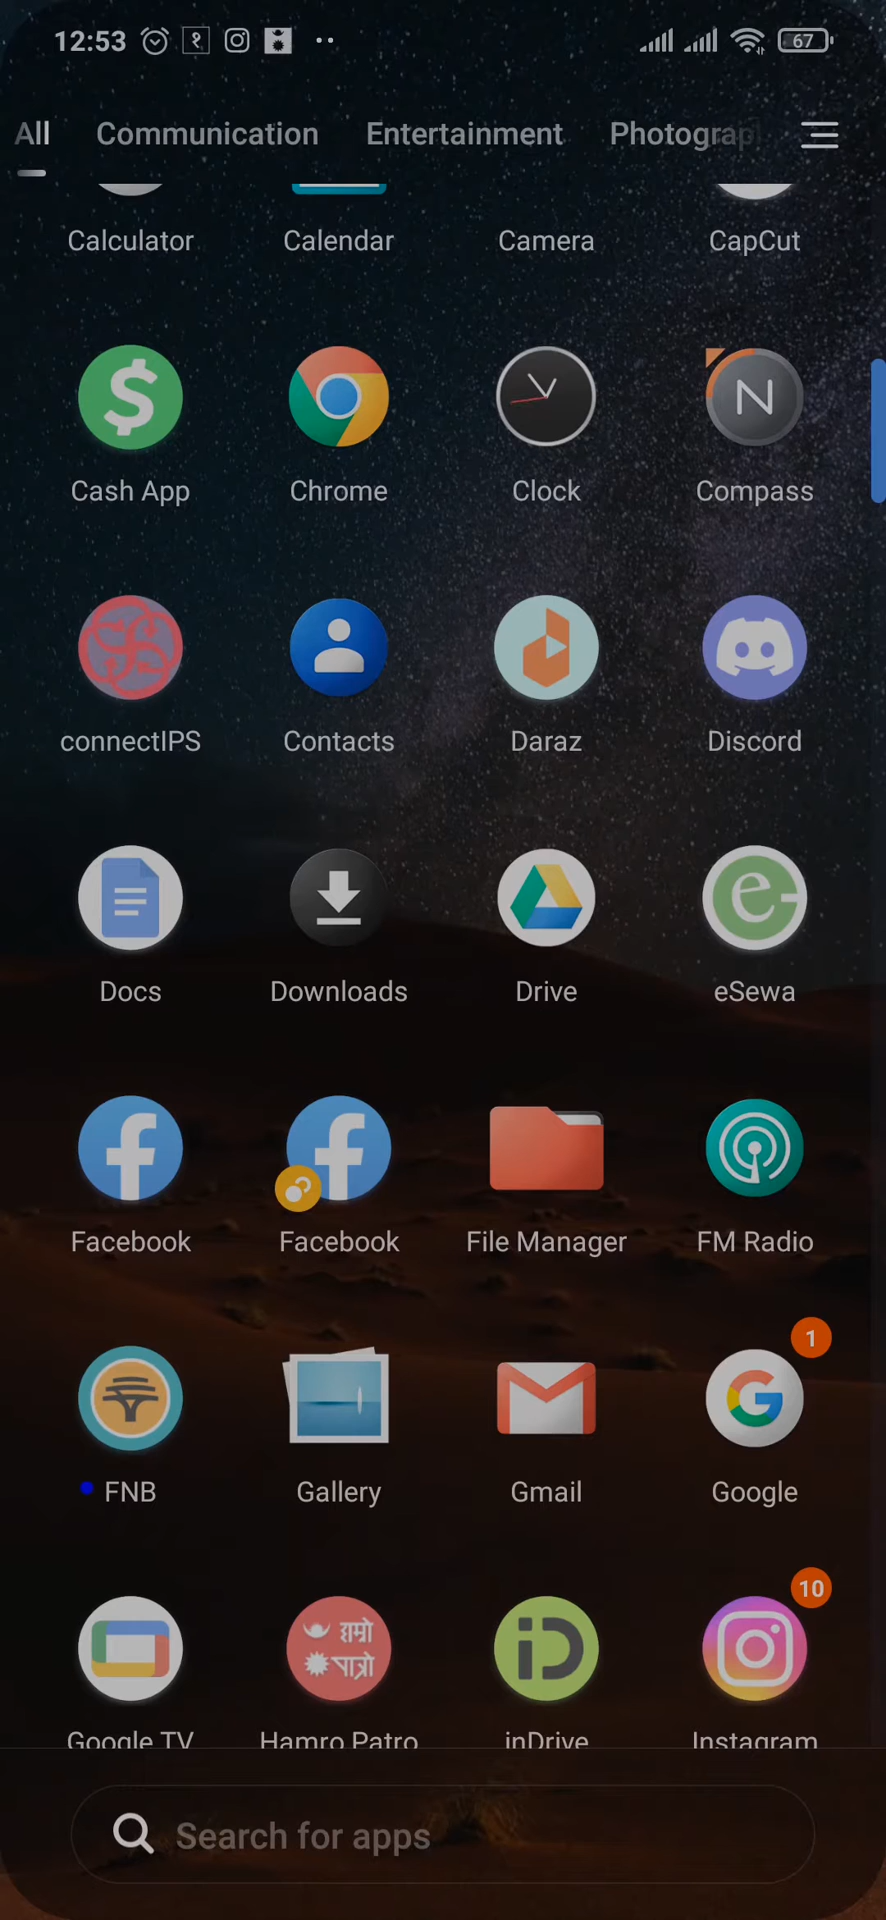 12:53 १ 67
All Communication Entertainment Photograp
Calculator Calendar Camera CapCut
N
Cash App Chrome Clock Compass
connectIPS Contacts Daraz Discord
Docs Downloads Drive eSewa
Facebook Facebook File Manager FM Radio
1
FNB Gallery Gmail Google
10
हाम्रो
पात्रो
iD
Google TV Hamro Patro inDrive Instagram
Search for apps